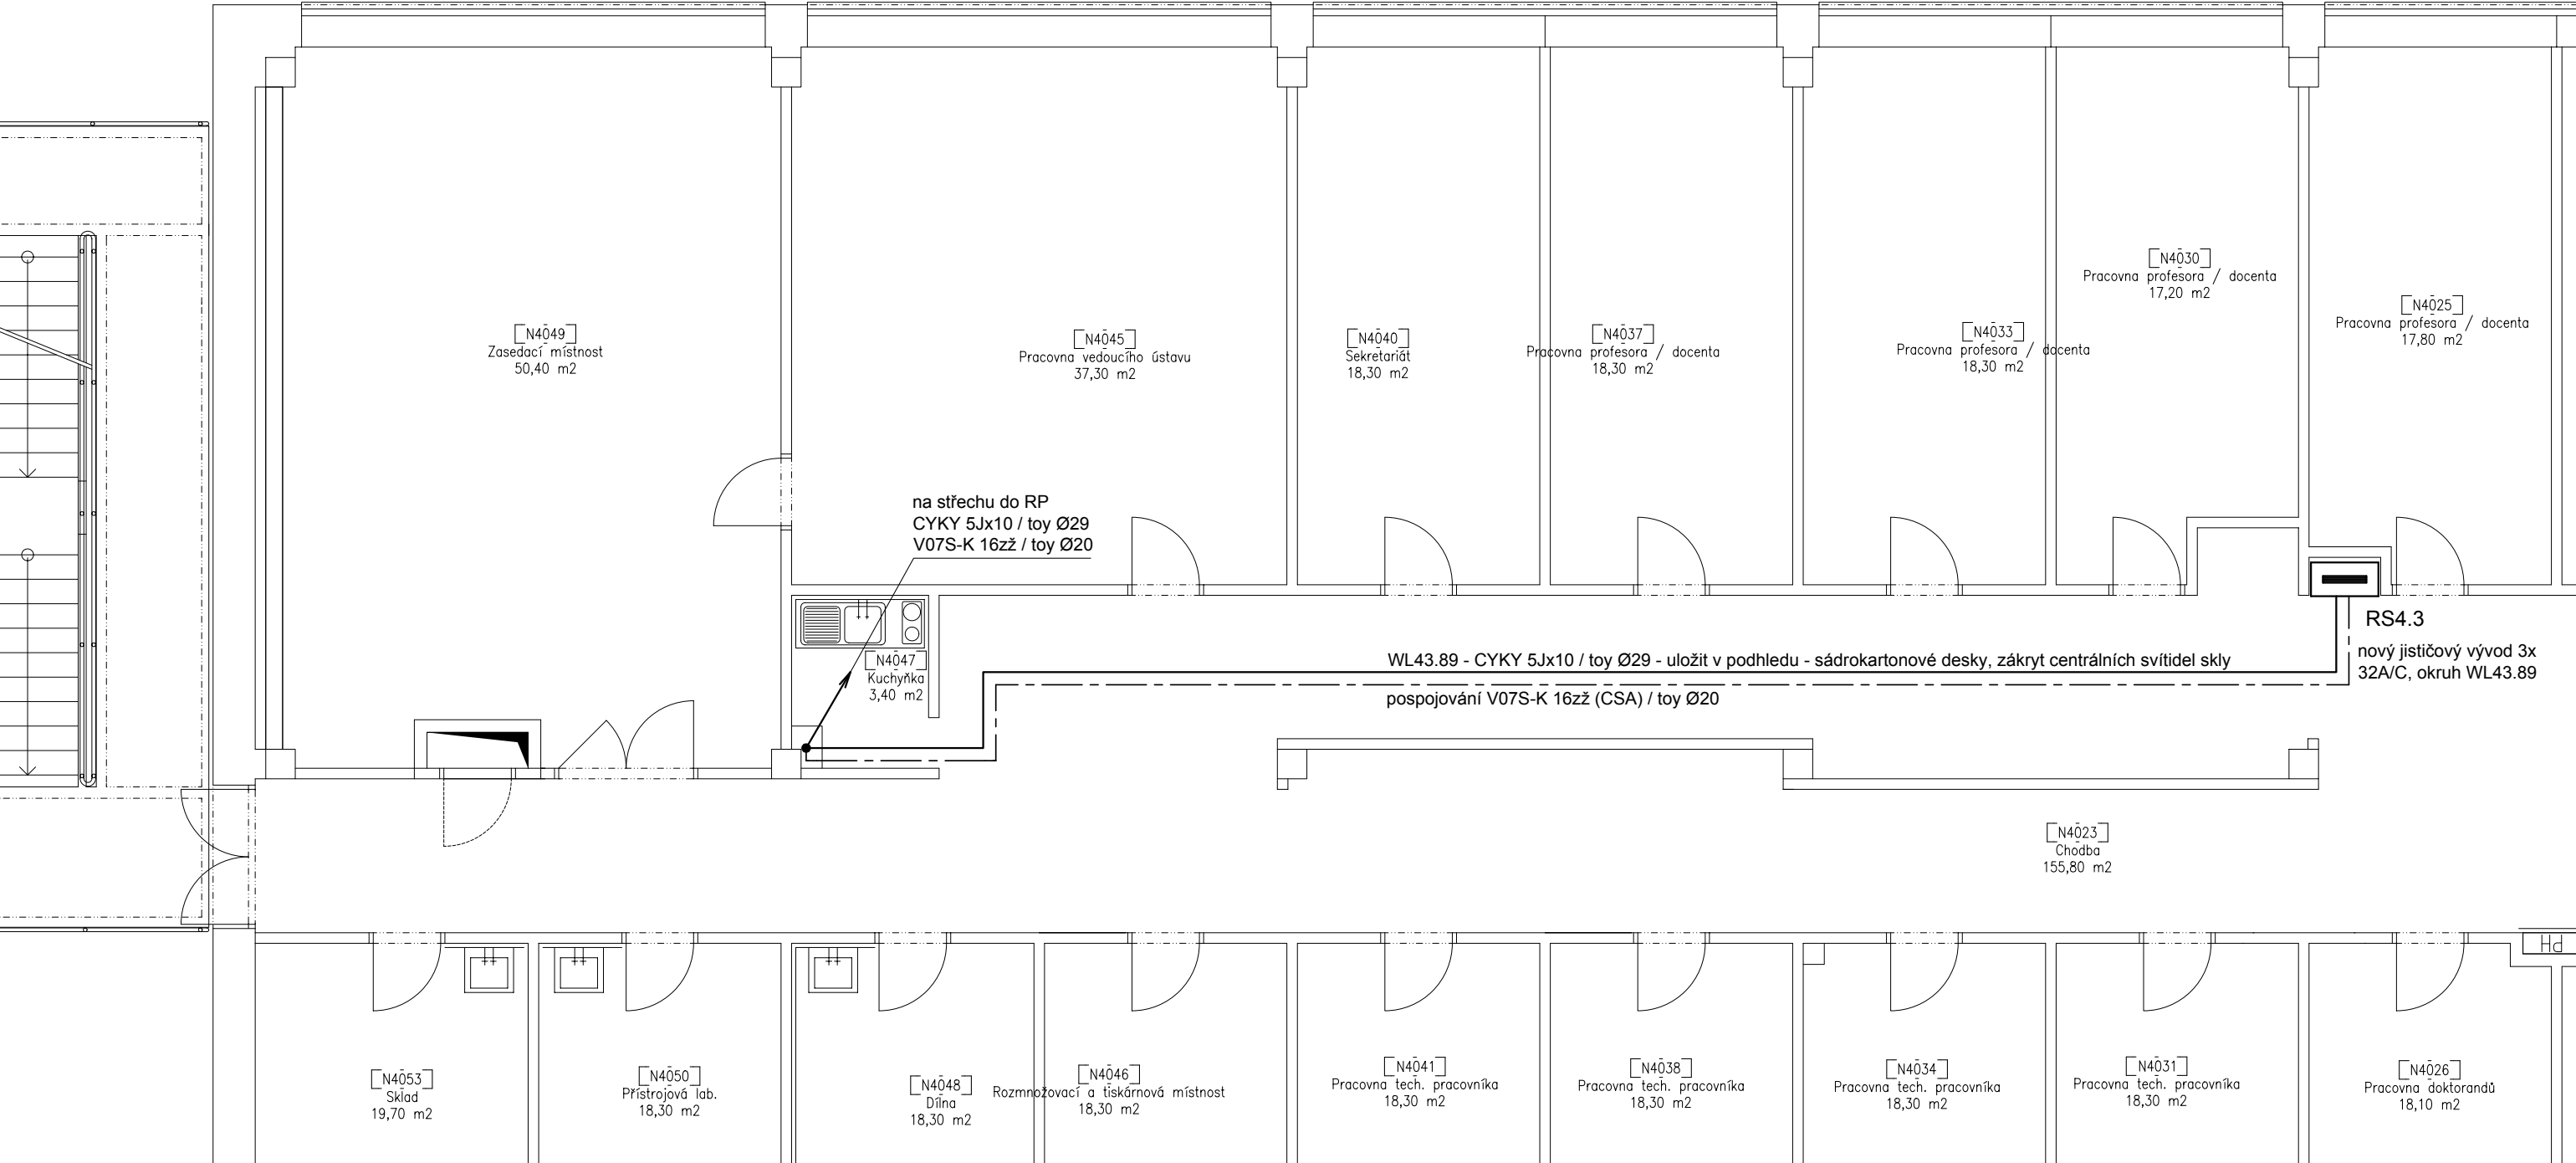 N4049
Zasedací místnost
50,40 m2
N4045
Pracovna vedoucího ústavu
37,30 m2
N4040
Sekretariát
18,30 m2
N4037
Pracovna profesora / docenta
18,30 m2
N4033
Pracovna profesora / docenta
18,30 m2
N4030
Pracovna profesora / docenta
17,20 m2
N4025
Pracovna profesora / docenta
17,80 m2
na střechu do RP
CYKY 5Jx10 / toy Ø29
V07S-K 16zž / toy Ø20
N4047
Kuchyňka
3,40 m2
WL43.89 - CYKY 5Jx10 / toy Ø29 - uložit v podhledu - sádrokartonové desky, zákryt centrálních svítidel skly
pospojování V07S-K 16zž (CSA) / toy Ø20
RS4.3
nový jističový vývod 3x
32A/C, okruh WL43.89
N4023
Chodba
155,80 m2
PH
N4053
Sklad
19,70 m2
N4050
Přístrojová lab.
18,30 m2
N4048
Dílna
18,30 m2
N4046
Rozmnožovací a tiskárnová místnost
18,30 m2
N4041
Pracovna tech. pracovníka
18,30 m2
N4038
Pracovna tech. pracovníka
18,30 m2
N4034
Pracovna tech. pracovníka
18,30 m2
N4031
Pracovna tech. pracovníka
18,30 m2
N4026
Pracovna doktorandů
18,10 m2